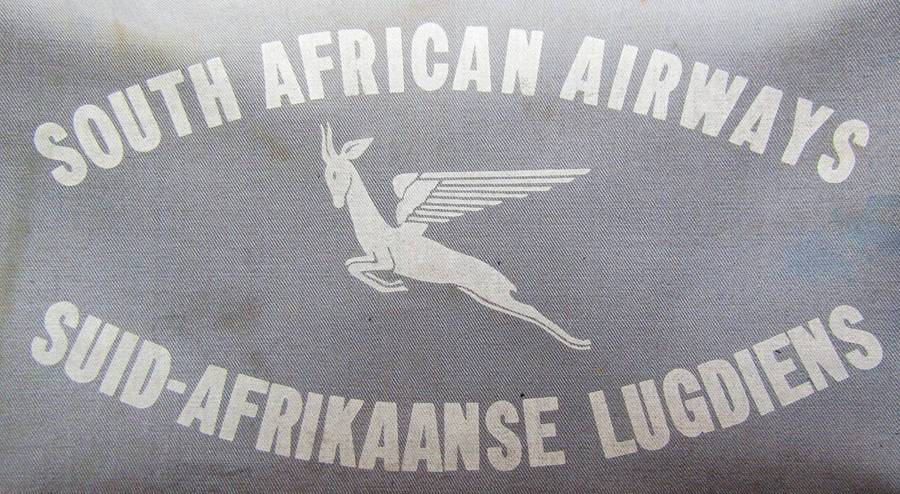 SOUTH AFRICAN AIRWAYS
SUID-AFRIKAANSE LUGDIENS